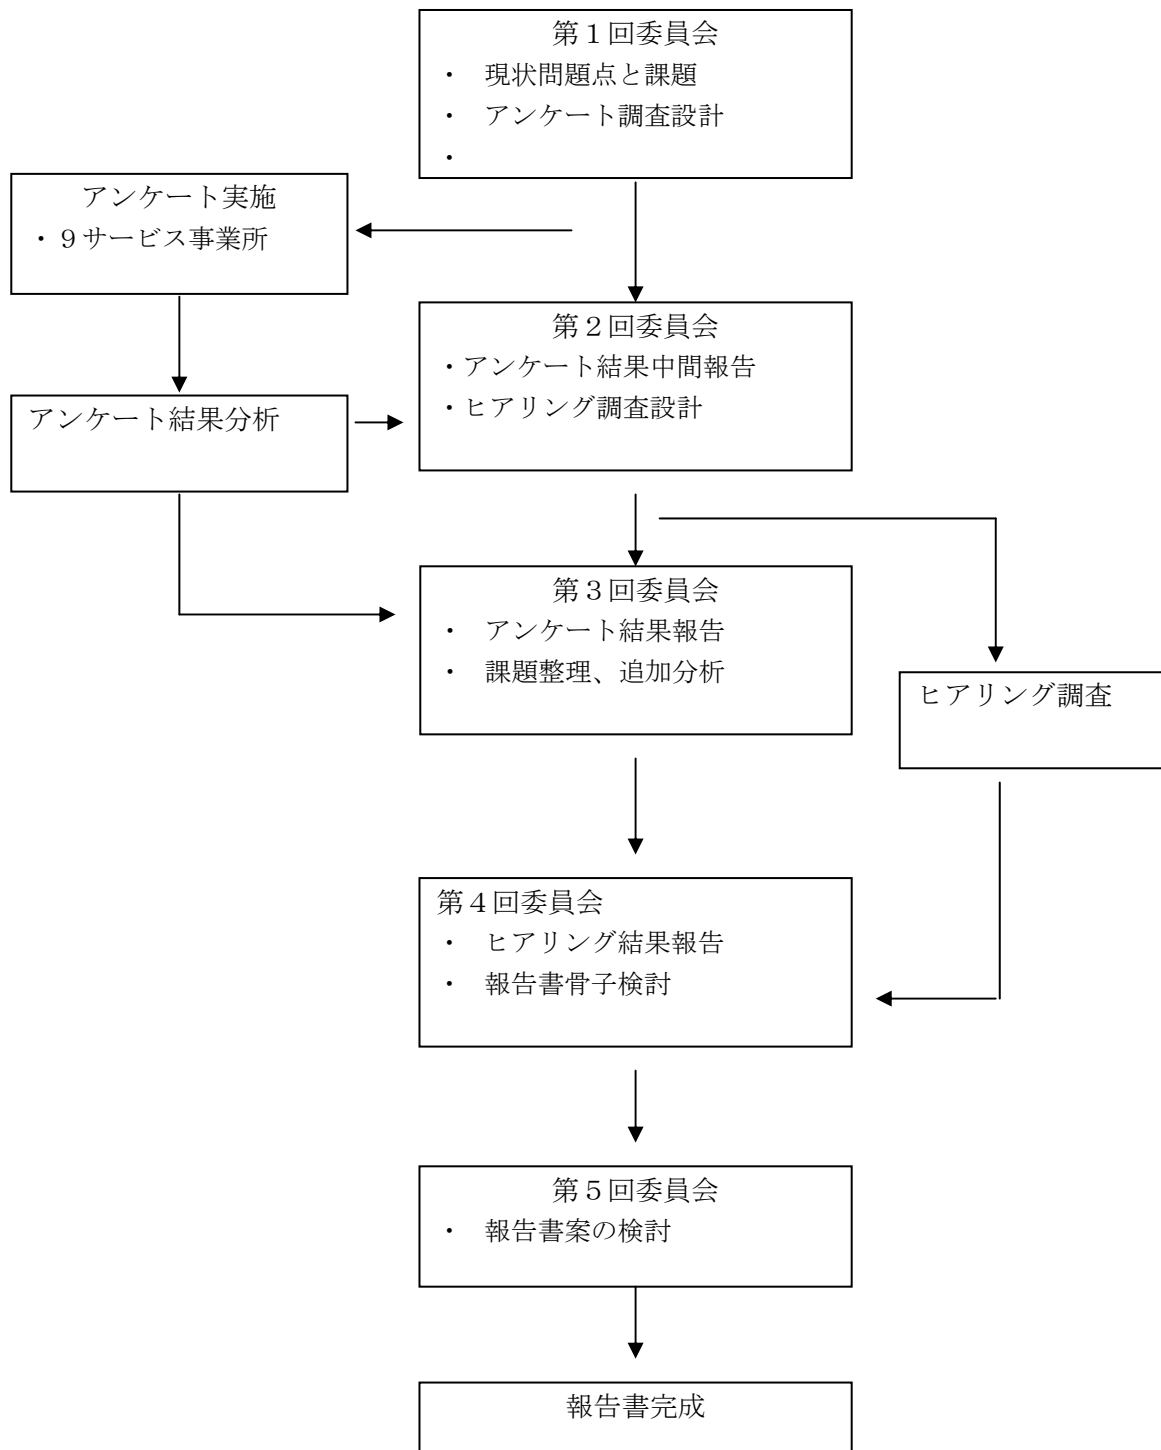 第１回委員会
・ 現状問題点と課題
・ アンケート調査設計
・
アンケート実施
・９サービス事業所
第２回委員会
・アンケート結果中間報告
・ヒアリング調査設計
アンケート結果分析
第３回委員会
・ アンケート結果報告
・ 課題整理、追加分析
ヒアリング調査
第４回委員会
・ ヒアリング結果報告
・ 報告書骨子検討
第５回委員会
・ 報告書案の検討
報告書完成